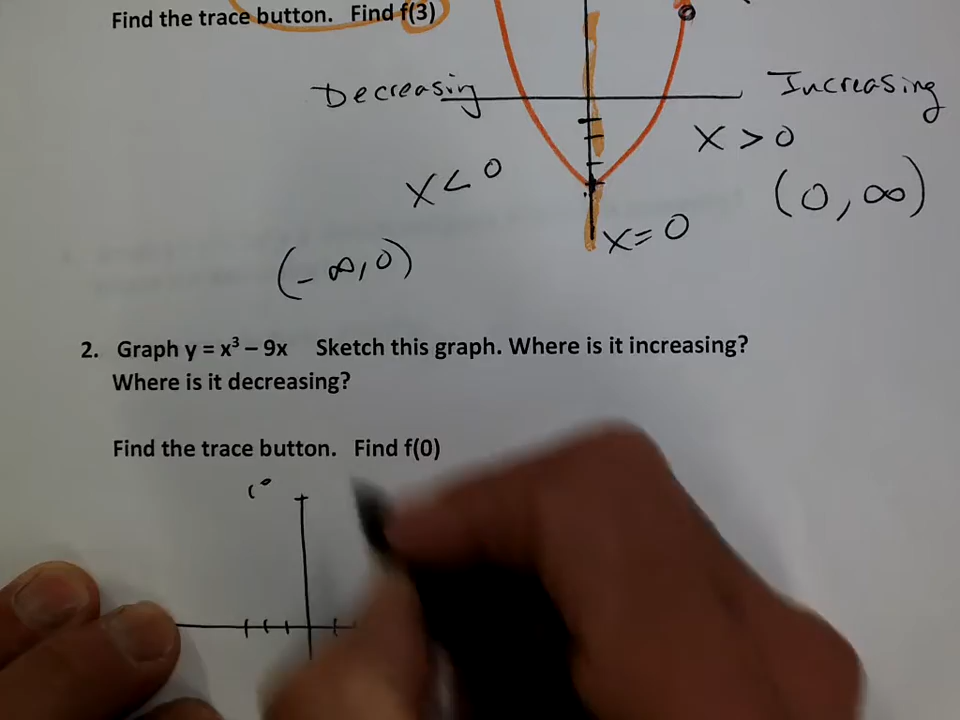 Find the trace button. Find f(3)
Decreasing
Increasing
x > 0
x < 0
(0, ∞)
x = 0
(-∞, 0)
2. Graph y = x³ – 9x Sketch this graph. Where is it increasing?
Where is it decreasing?
Find the trace button. Find f(0)